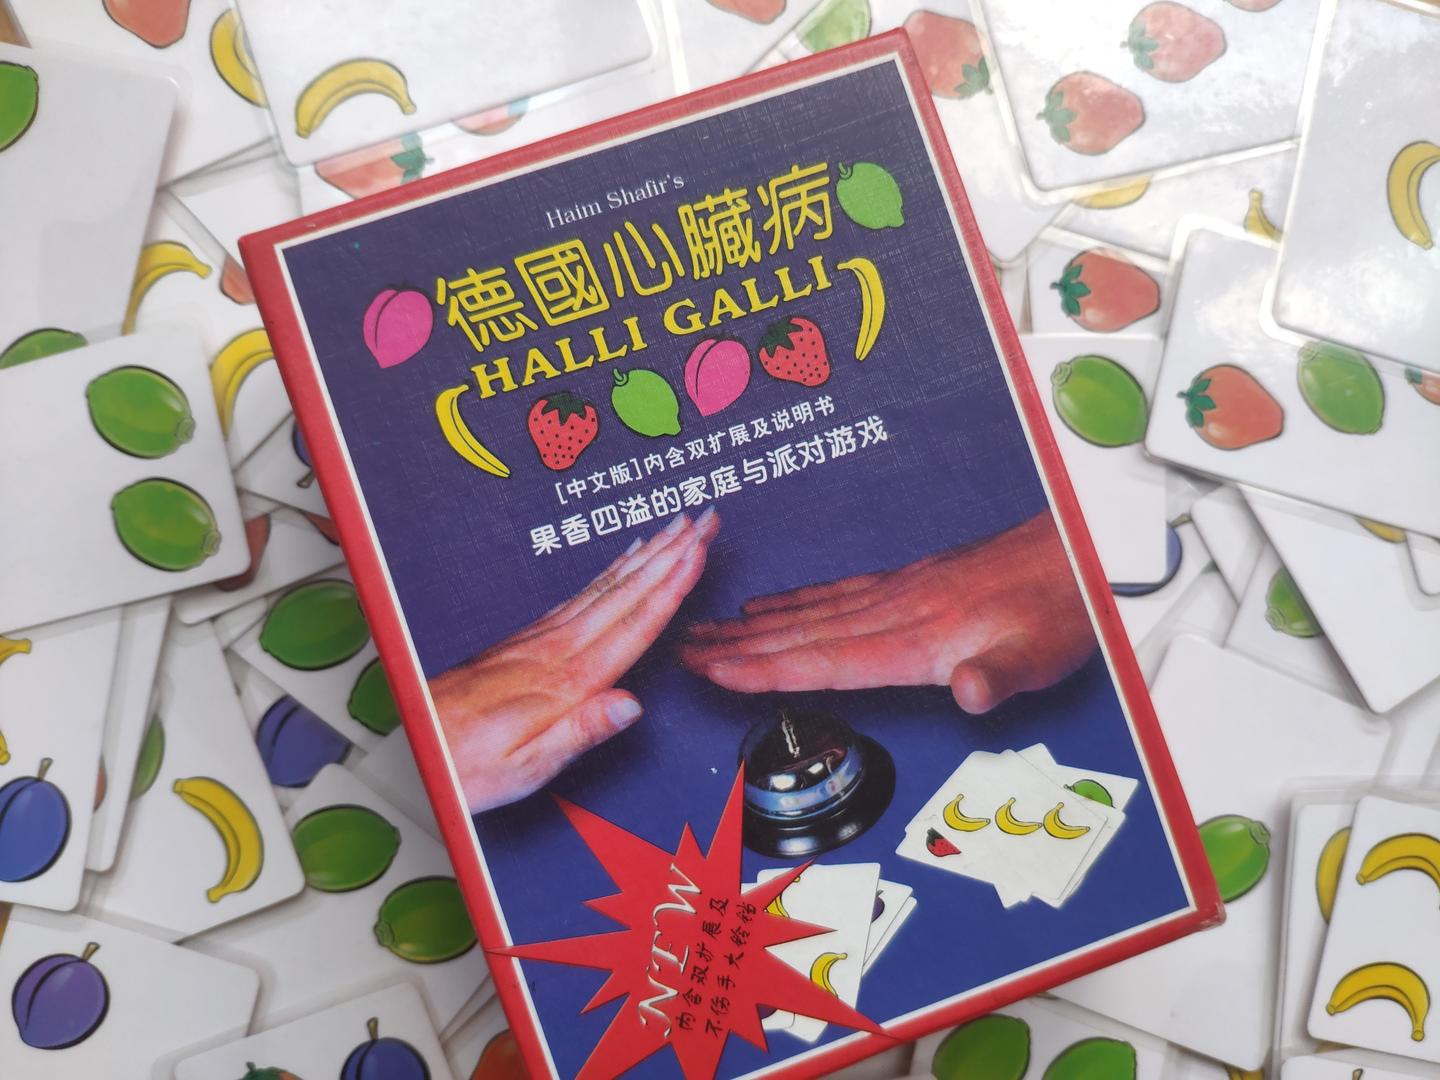 Haim Shafir's
德國心臟病
HALLI GALLI
[中文版]内含双扩展及说明书
果香四溢的家庭与派对游戏
NEW
内含双扩展及
不伤手大铃铛